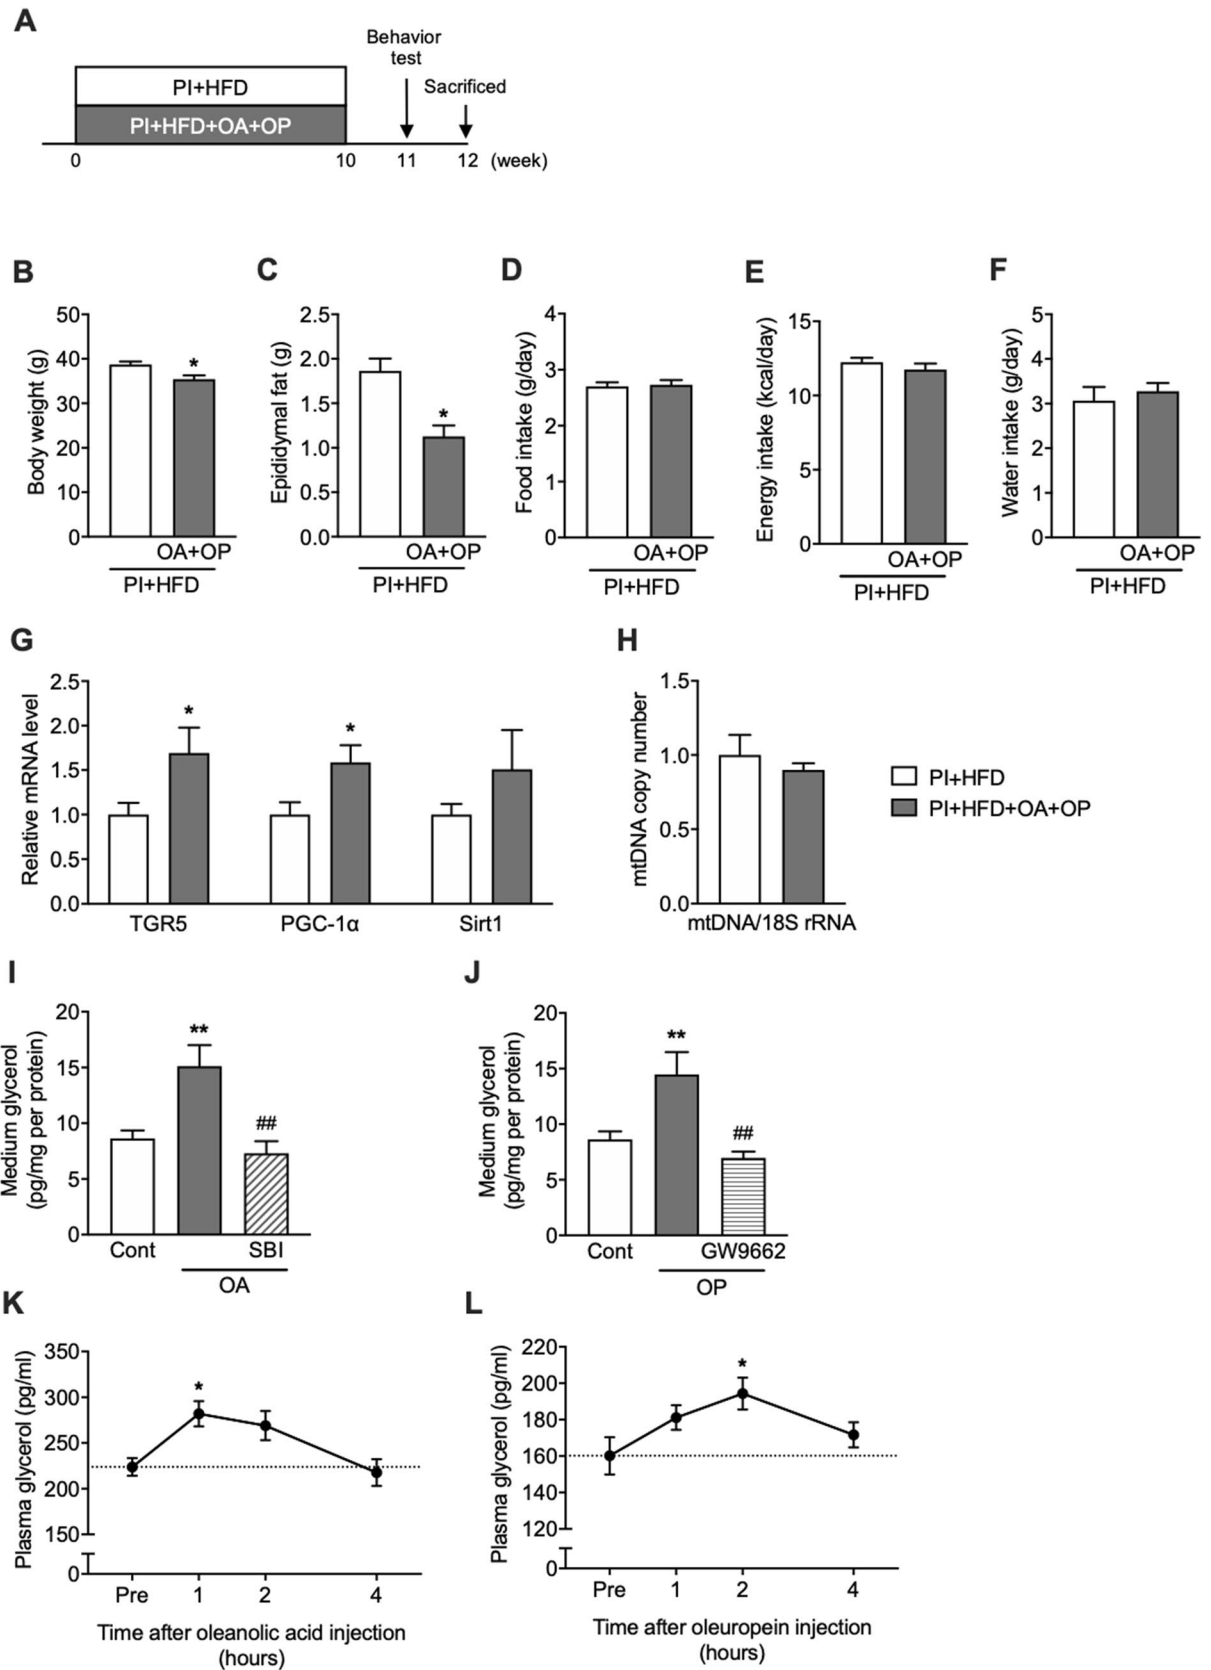 A
Behavior
test
Sacrificed
PI+HFD
PI+HFD+OA+OP
0 10 11 12 (week)
B
Body weight (g)
50
40
30
20
10
0
*
OA+OP
PI+HFD
C
Epididymal fat (g)
2.5
2.0
1.5
1.0
0.5
0.0
*
OA+OP
PI+HFD
D
Food intake (g/day)
4
3
2
1
0
OA+OP
PI+HFD
E
Energy intake (kcal/day)
15
10
5
0
OA+OP
PI+HFD
F
Water intake (g/day)
5
4
3
2
1
0
OA+OP
PI+HFD
G
Relative mRNA level
2.5
2.0
1.5
1.0
0.5
0.0
* *
TGR5 PGC-1α Sirt1
H
mtDNA copy number
1.5
1.0
0.5
0.0
mtDNA/18S rRNA
PI+HFD
PI+HFD+OA+OP
I
Medium glycerol
(pg/mg per protein)
20
15
10
5
0
**
##
Cont SBI
OA
J
Medium glycerol
(pg/mg per protein)
20
15
10
5
0
**
##
Cont GW9662
OP
K
Plasma glycerol (pg/ml)
350
300
250
200
150
0
*
Pre 1 2 4
Time after oleanolic acid injection
(hours)
L
Plasma glycerol (pg/ml)
220
200
180
160
140
120
0
*
Pre 1 2 4
Time after oleuropein injection
(hours)